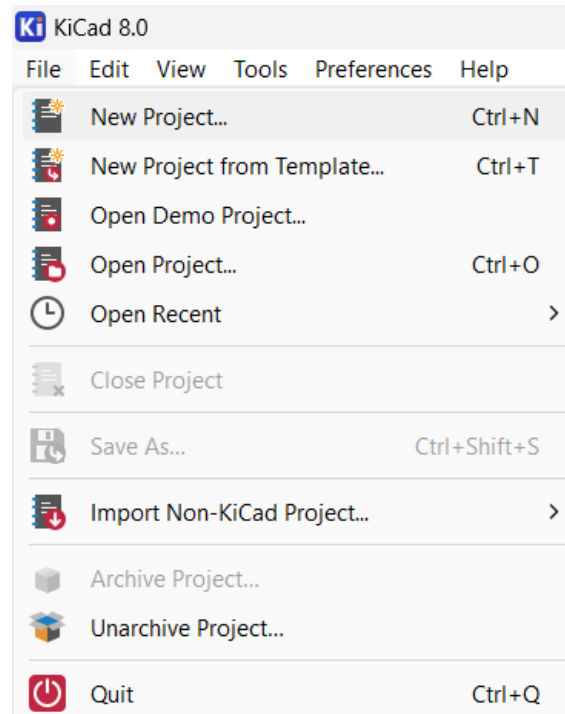 Ki KiCad 8.0
File Edit View Tools Preferences Help
New Project... Ctrl+N
New Project from Template... Ctrl+T
Open Demo Project...
Open Project... Ctrl+O
Open Recent
Close Project
Save As... Ctrl+Shift+S
Import Non-KiCad Project...
Archive Project...
Unarchive Project...
Quit Ctrl+Q